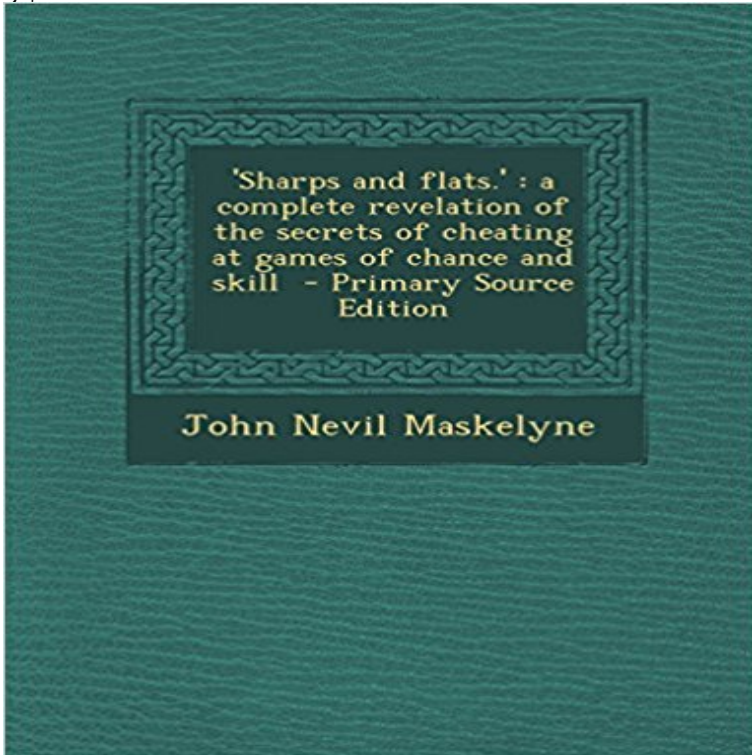 'Sharps and flats.' : a
complete revelation of
the secrets of cheating
at games of chance and
skill - Primary Source
Edition
John Nevil Maskelyne